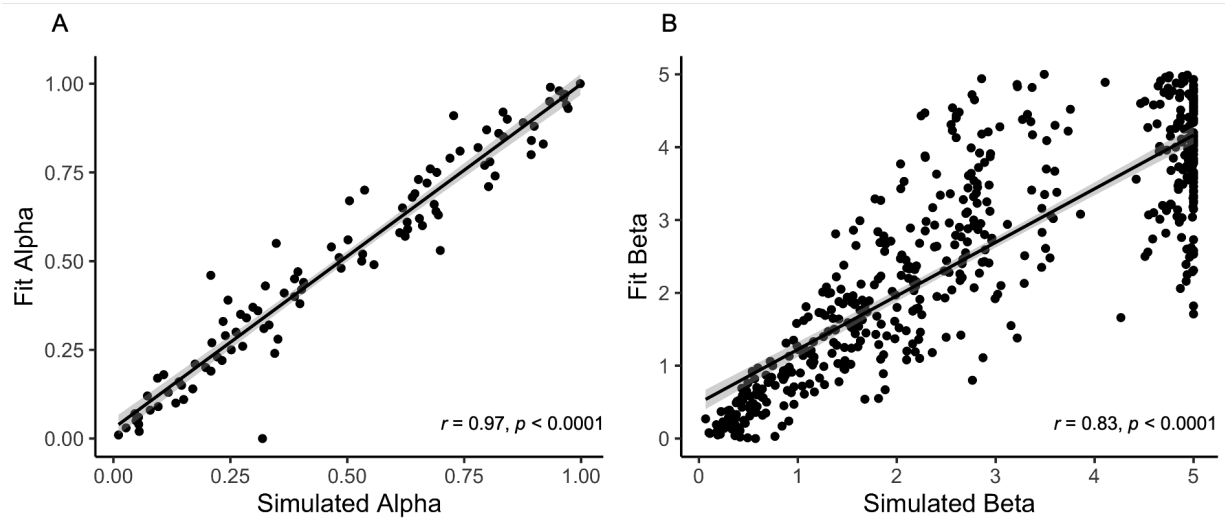 A
Fit Alpha
1.00
0.75
0.50
0.25
0.00
r = 0.97, p < 0.0001
0.00 0.25 0.50 0.75 1.00
Simulated Alpha
B
Fit Beta
5
4
3
2
1
0
r = 0.83, p < 0.0001
0 1 2 3 4 5
Simulated Beta